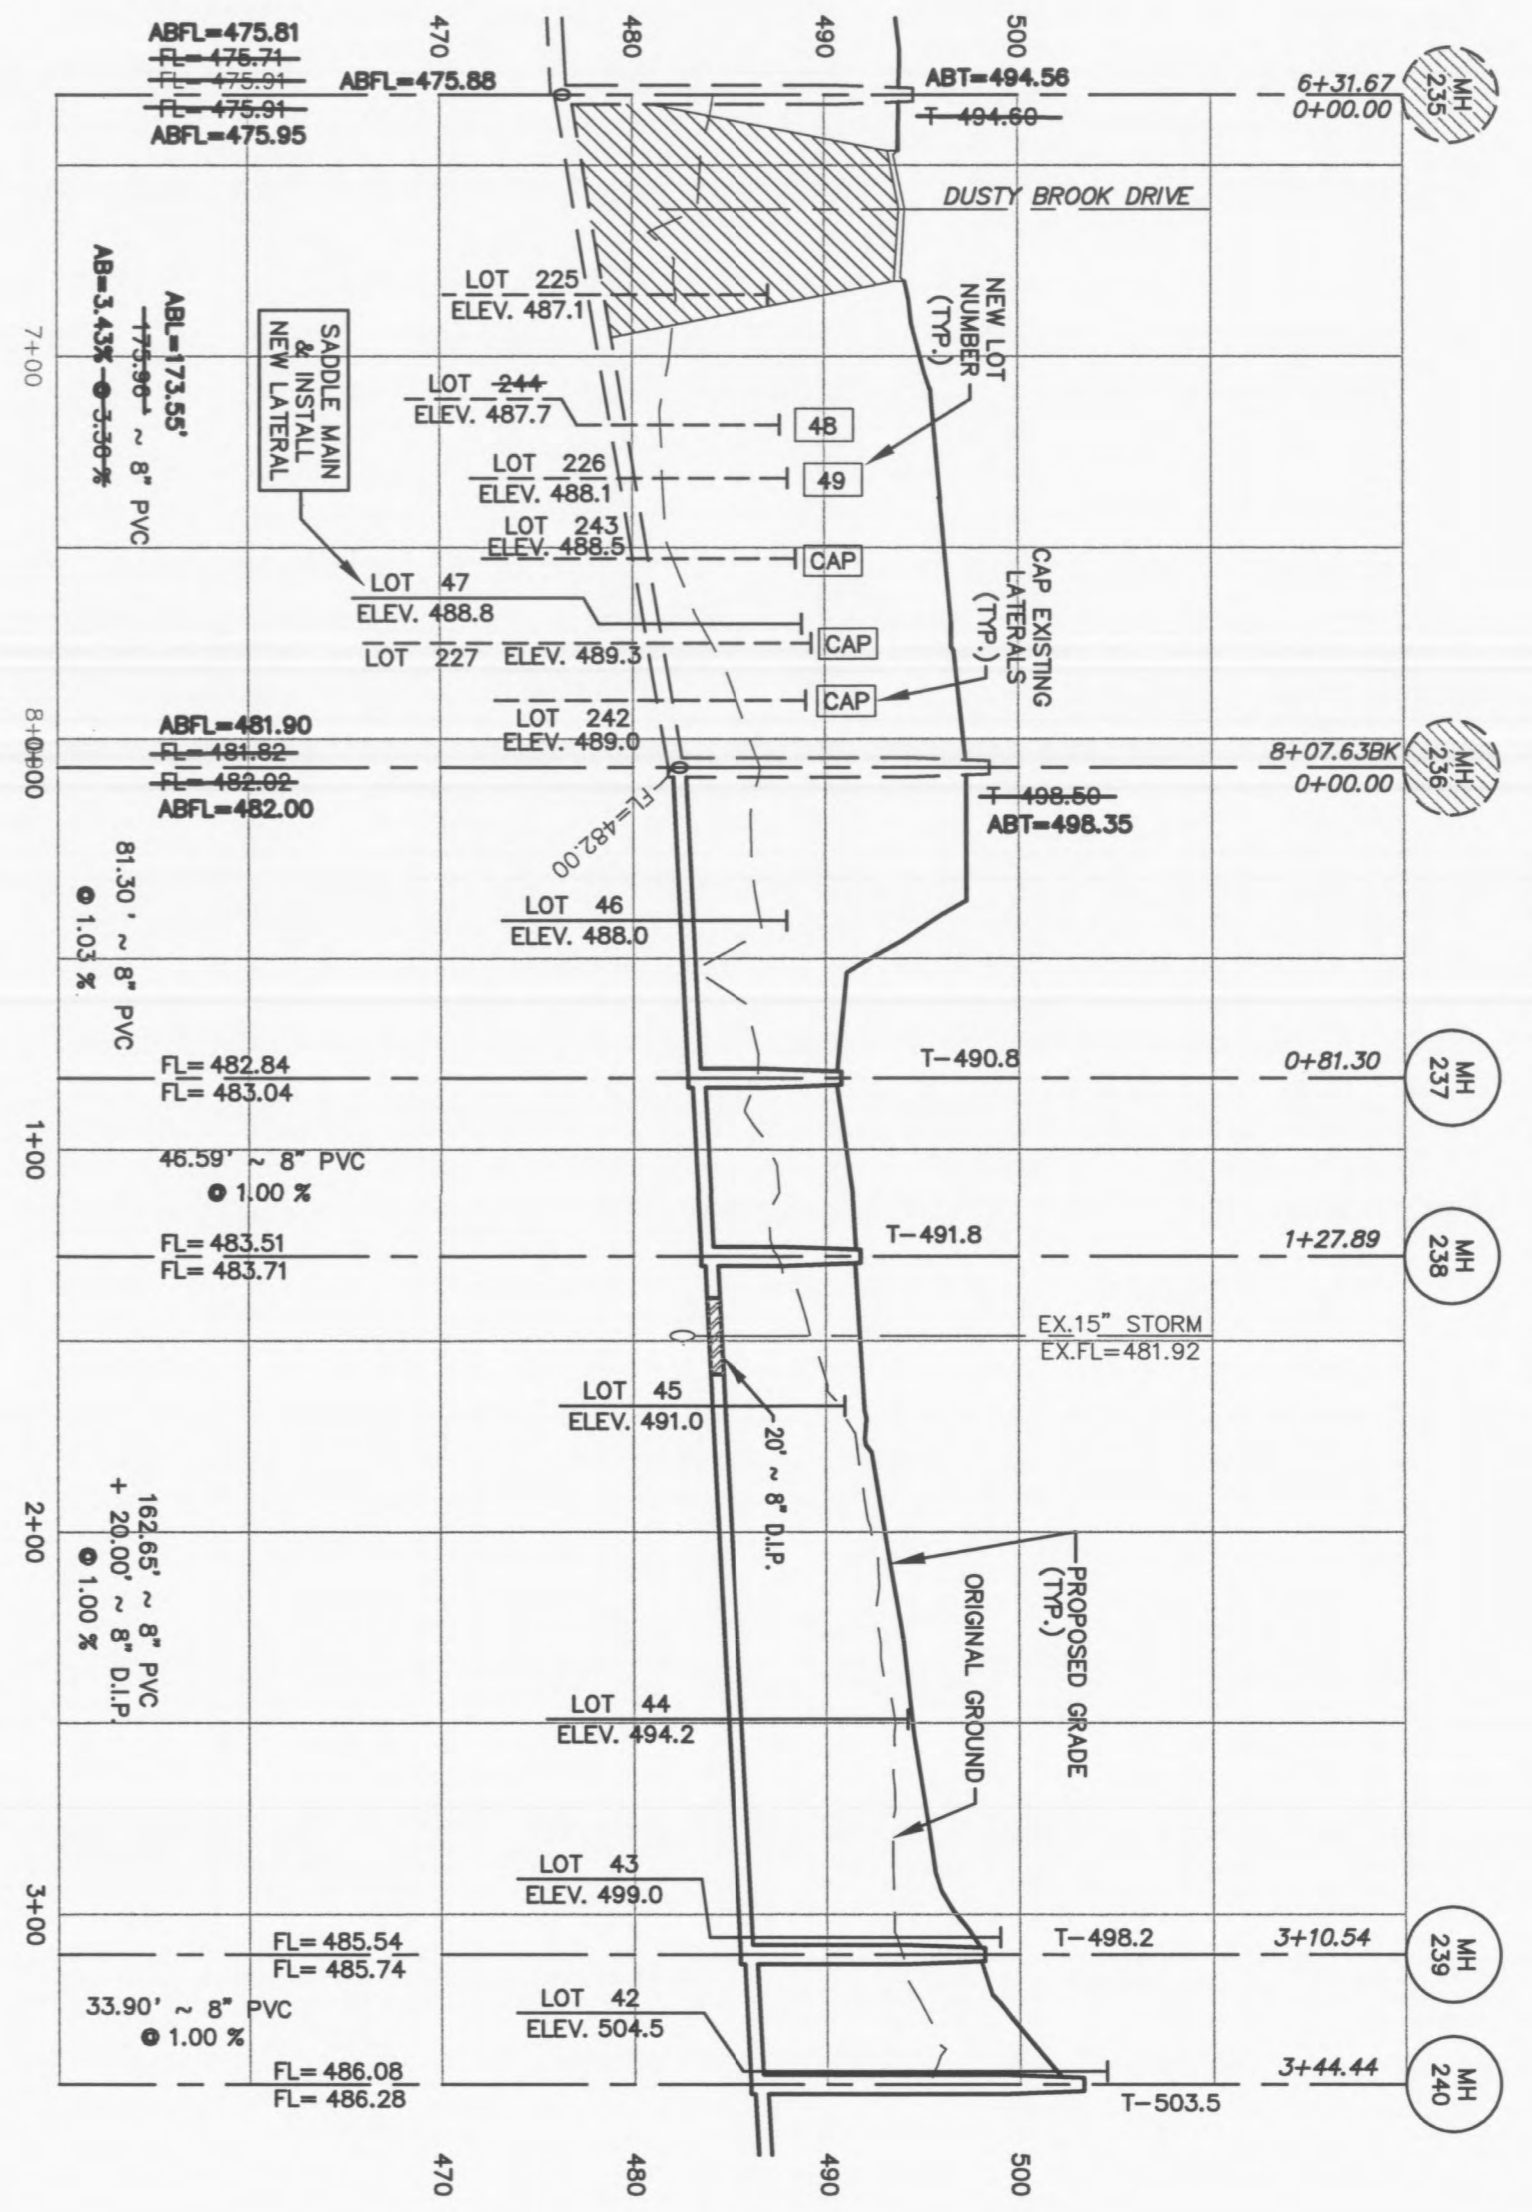 470
480
490
500
ABFL=475.81
FL=475.71
FL=475.91
FL=475.91
ABFL=475.95
ABFL=475.88
ABT=494.56
T-494.60
6+31.67
0+00.00
MH
235
DUSTY BROOK DRIVE
LOT 225
ELEV. 487.1
NEW LOT
NUMBER
(TYP.)
7+00
ABL=173.55'
175.96' ~ 8" PVC
AB=3.43% @ 3.36 %
SADDLE MAIN
& INSTALL
NEW LATERAL
LOT 244
ELEV. 487.7
48
LOT 226
ELEV. 488.1
49
LOT 243
ELEV. 488.5
CAP
CAP EXISTING
LATERALS
(TYP.)
LOT 47
ELEV. 488.8
LOT 227 ELEV. 489.3
CAP
CAP
LOT 242
ELEV. 489.0
8+00
0+00
ABFL=481.90
FL=481.82
FL=482.02
ABFL=482.00
FL=482.00
8+07.63BK
0+00.00
MH
236
T-498.50
ABT=498.35
81.30 ' ~ 8" PVC
@ 1.03 %
LOT 46
ELEV. 488.0
FL= 482.84
FL= 483.04
T-490.8
0+81.30
MH
237
1+00
46.59' ~ 8" PVC
@ 1.00 %
FL= 483.51
FL= 483.71
T-491.8
1+27.89
MH
238
EX.15" STORM
EX.FL=481.92
LOT 45
ELEV. 491.0
20' ~ 8" D.I.P.
2+00
162.65' ~ 8" PVC
+ 20.00' ~ 8" D.I.P.
@ 1.00 %
PROPOSED GRADE
(TYP.)
ORIGINAL GROUND
LOT 44
ELEV. 494.2
LOT 43
ELEV. 499.0
3+00
FL= 485.54
FL= 485.74
T-498.2
3+10.54
MH
239
33.90' ~ 8" PVC
@ 1.00 %
LOT 42
ELEV. 504.5
FL= 486.08
FL= 486.28
3+44.44
MH
240
T-503.5
470
480
490
500